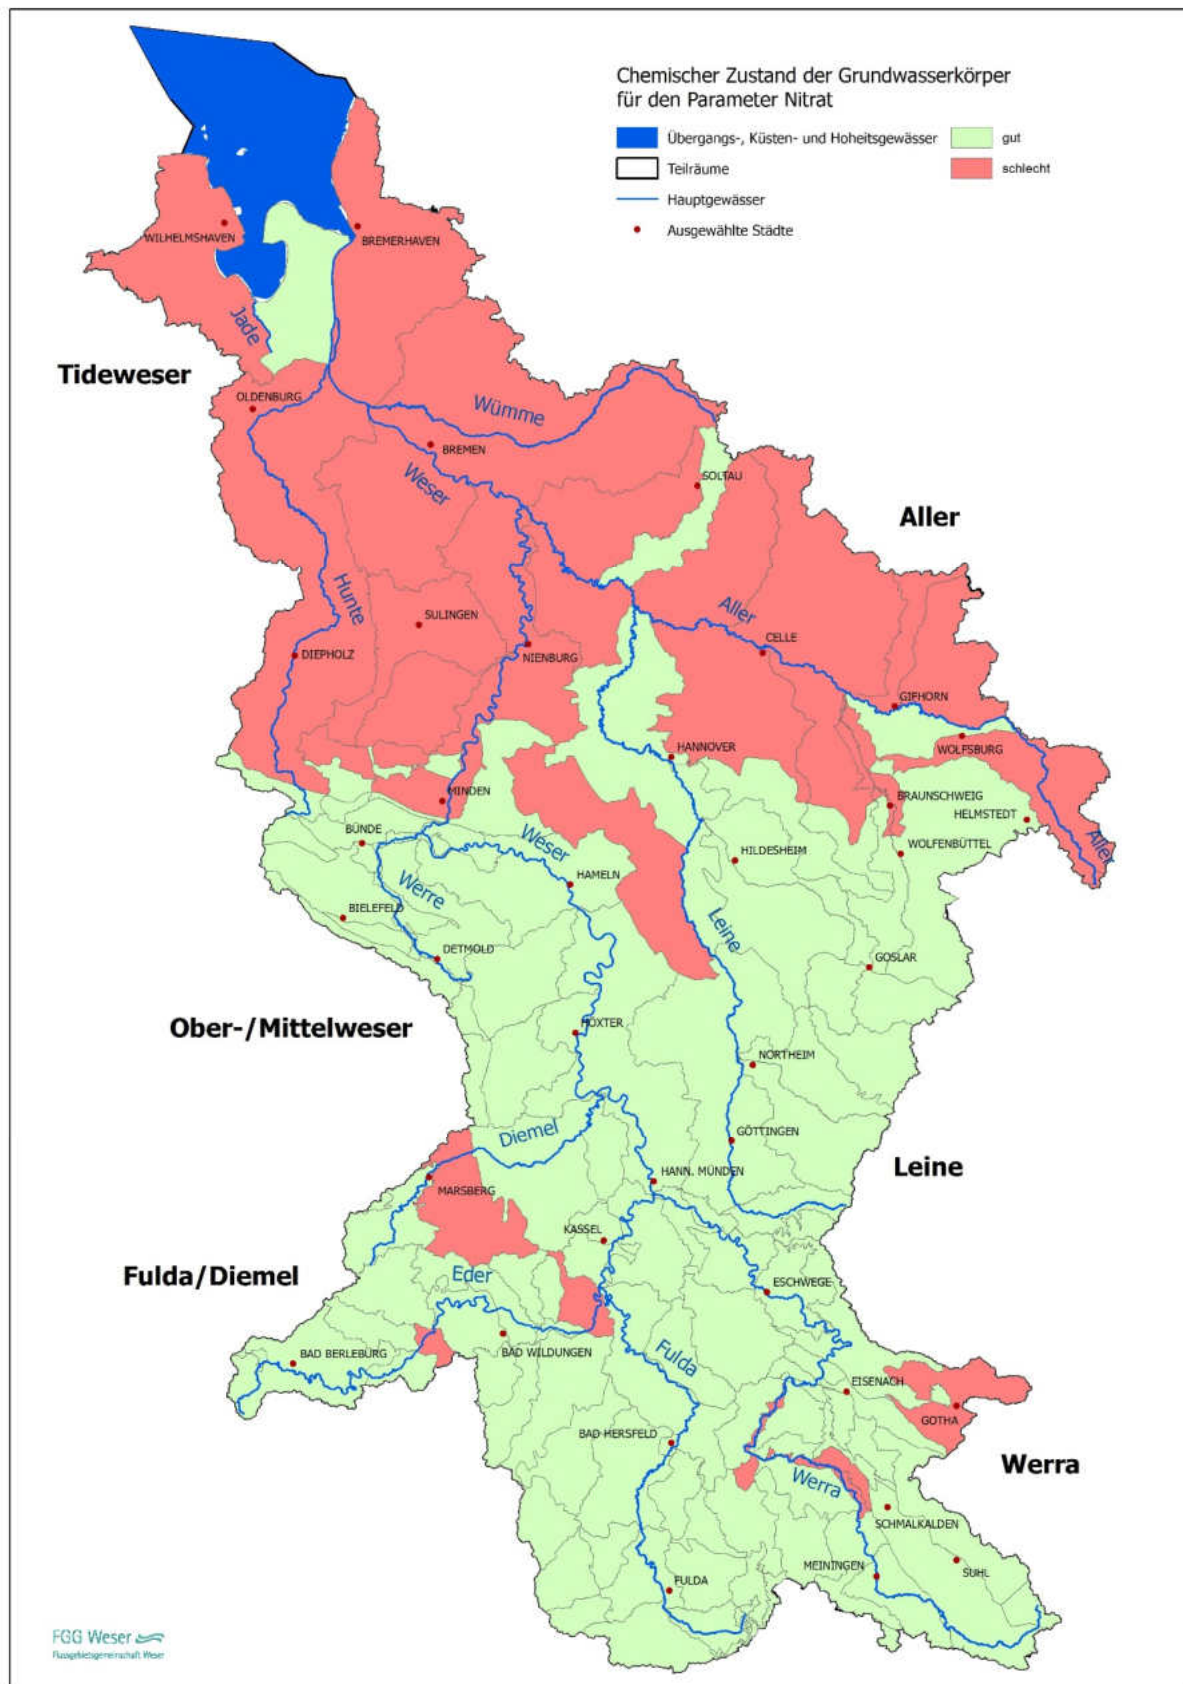 Chemischer Zustand der Grundwasserkörper
für den Parameter Nitrat
Übergangs-, Küsten- und Hoheitsgewässer
gut
Teilräume
schlecht
Hauptgewässer
Ausgewählte Städte
WILHELMSHAVEN
BREMERHAVEN
Jade
Tideweser
OLDENBURG
Wümme
BREMEN
Weser
SOLTAU
Aller
Hunte
Aller
SULINGEN
CELLE
DIEPHOLZ
NIENBURG
GIFHORN
HANNOVER
WOLFSBURG
MINDEN
BRAUNSCHWEIG
HELMSTEDT
BÜNDE
Weser
HILDESHEIM
WOLFENBÜTTEL
Aller
HAMELN
Werre
BIELEFELD
Leine
DETMOLD
GOSLAR
Ober-/Mittelweser
HÖXTER
NORTHEIM
Diemel
GÖTTINGEN
Leine
HANN. MÜNDEN
MARSBERG
KASSEL
Fulda/Diemel
Eder
ESCHWEGE
BAD BERLEBURG
BAD WILDUNGEN
Fulda
EISENACH
GOTHA
BAD HERSFELD
Werra
Werra
SCHMALKALDEN
MEININGEN
SUHL
FULDA
FGG Weser
Flussgebietsgemeinschaft Weser